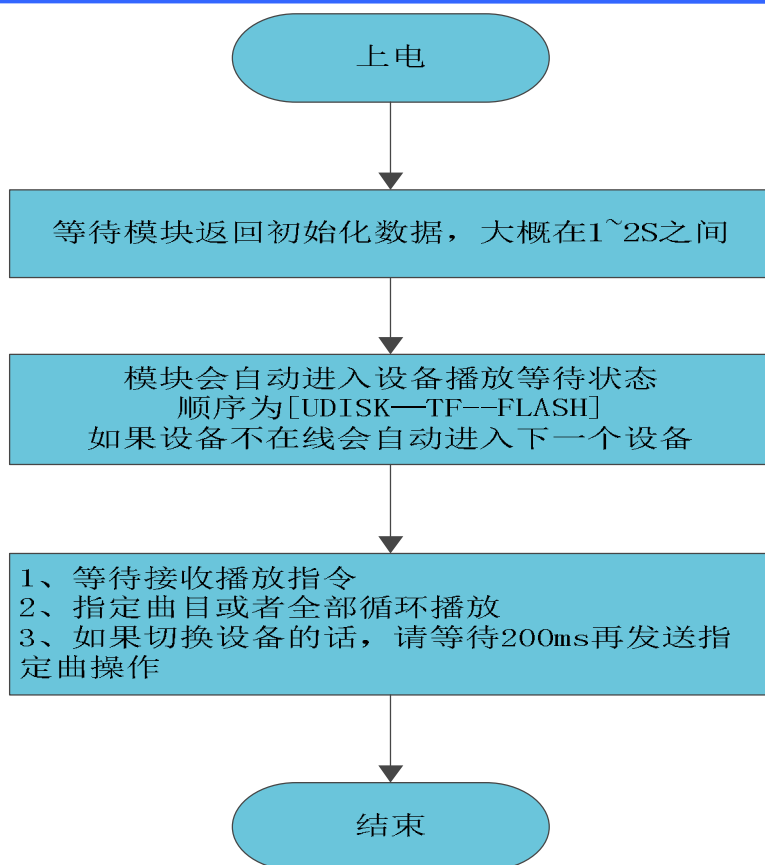 上电
等待模块返回初始化数据，大概在1~2S之间
模块会自动进入设备播放等待状态
顺序为[UDISK—TF--FLASH]
如果设备不在线会自动进入下一个设备
1、等待接收播放指令
2、指定曲目或者全部循环播放
3、如果切换设备的话，请等待200ms再发送指
定曲操作
结束